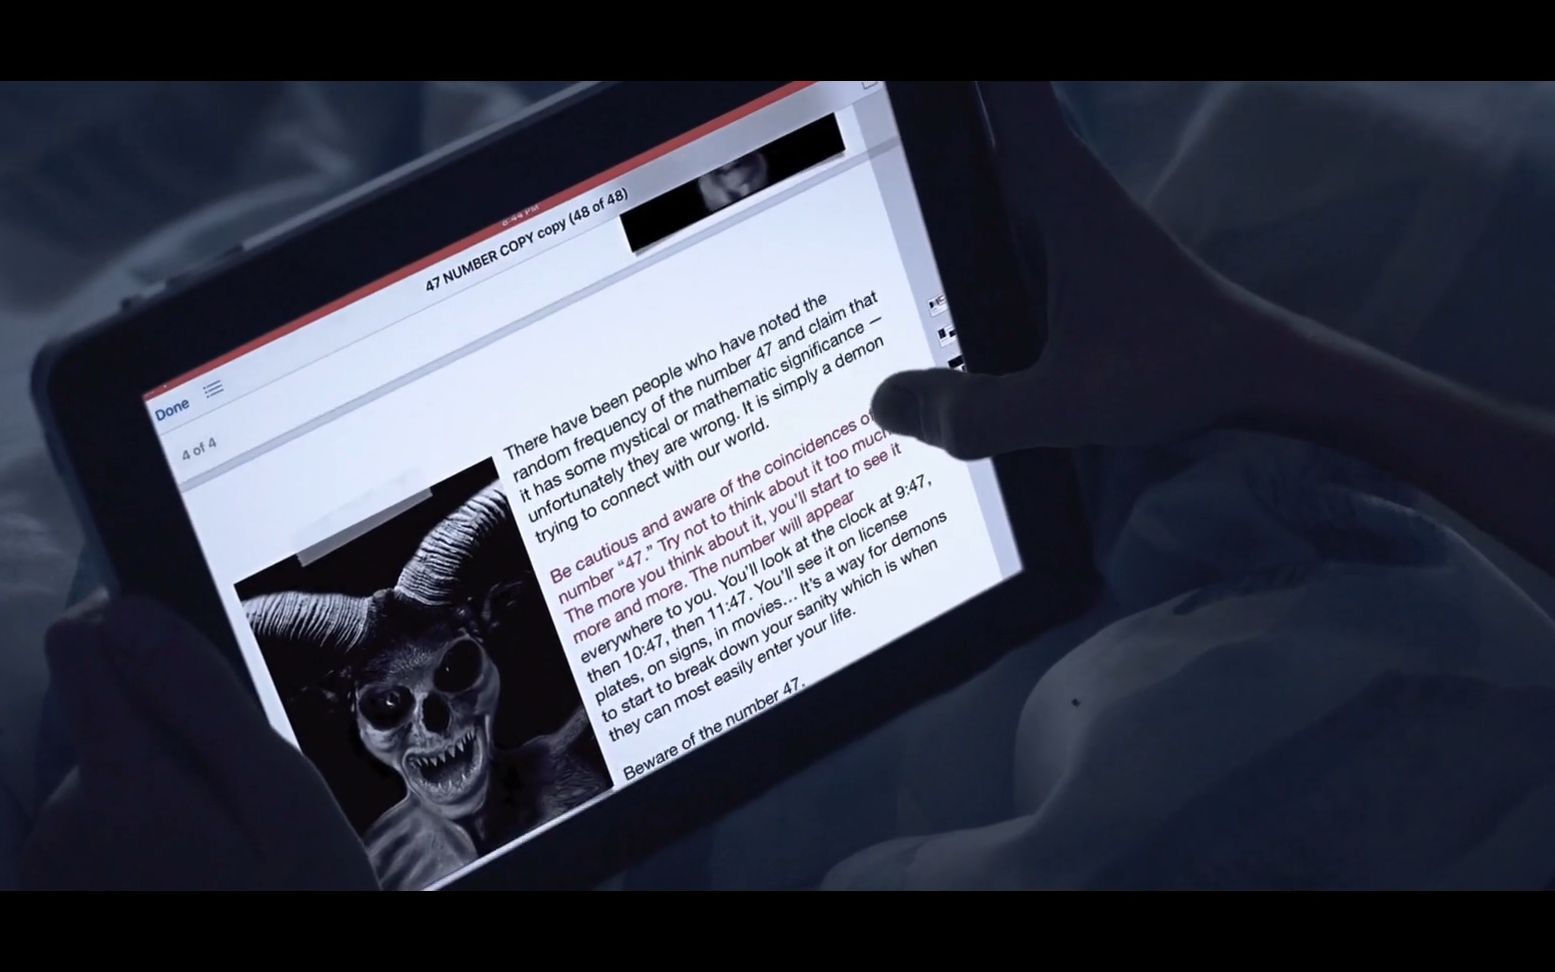 8:44 PM
47 NUMBER COPY copy (48 of 48)
Done
4 of 4
There have been people who have noted the
random frequency of the number 47 and claim that
it has some mystical or mathematic significance —
unfortunately they are wrong. It is simply a demon
trying to connect with our world.
Be cautious and aware of the coincidences of
number “47.” Try not to think about it too much.
The more you think about it, you’ll start to see it
more and more. The number will appear
everywhere to you. You’ll look at the clock at 9:47,
then 10:47, then 11:47. You’ll see it on license
plates, on signs, in movies... It’s a way for demons
to start to break down your sanity which is when
they can most easily enter your life.
Beware of the number 47.